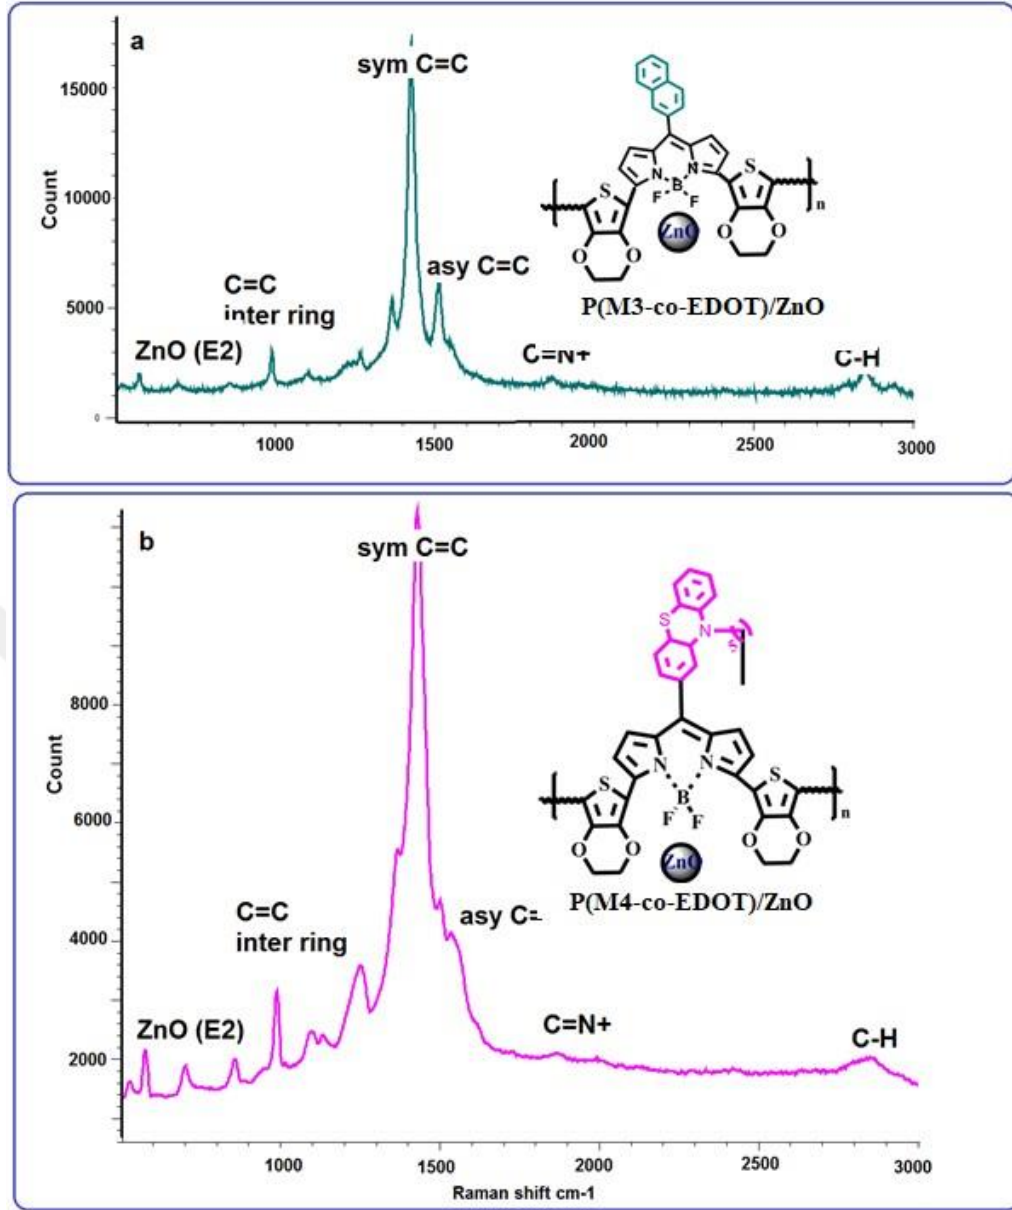 a
sym C=C
15000
Count
10000
asy C=C
C=C
inter ring
5000
ZnO (E2)
C=N+
C-H
0
1000
1500
2000
2500
3000
S
N
N
B
F
F
S
n
O
O
ZnO
O
O
P(M3-co-EDOT)/ZnO
b
sym C=C
S
N
8000
Count
N
N
S
S
B
F
F
n
6000
O
O
ZnO
O
O
P(M4-co-EDOT)/ZnO
C=C
inter ring
asy C=
4000
ZnO (E2)
C=N+
C-H
2000
1000
1500
2000
2500
3000
Raman shift cm-1